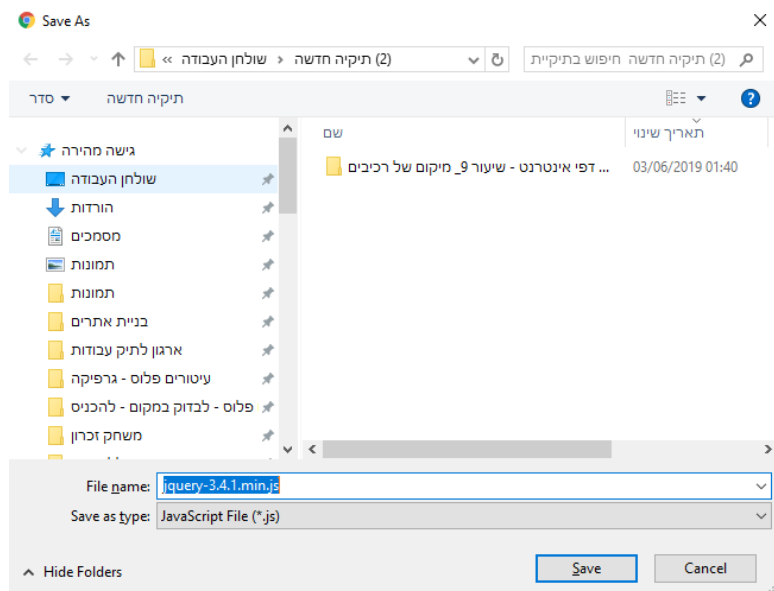 Save As
שולחן העבודה › תיקיה חדשה (2)
חיפוש בתיקיית תיקיה חדשה (2)
סדר תיקיה חדשה
גישה מהירה
שולחן העבודה
הורדות
מסמכים
תמונות
תמונות
בניית אתרים
ארגון לתיק עבודות
עיטורים פלוס - גרפיקה
פלוס - לבדוק במקום - להכניס
משחק זכרון
שם תאריך שינוי
דפי אינטרנט - שיעור 9_ מיקום של רכיבים ... 03/06/2019 01:40
File name: jquery-3.4.1.min.js
Save as type: JavaScript File (*.js)
Hide Folders Save Cancel